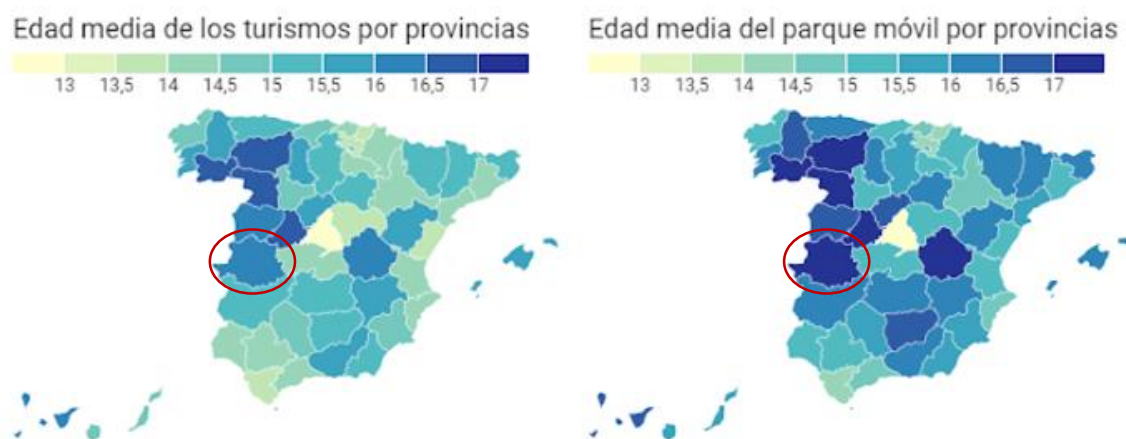 Edad media de los turismos por provincias
13 13,5 14 14,5 15 15,5 16 16,5 17
Edad media del parque móvil por provincias
13 13,5 14 14,5 15 15,5 16 16,5 17